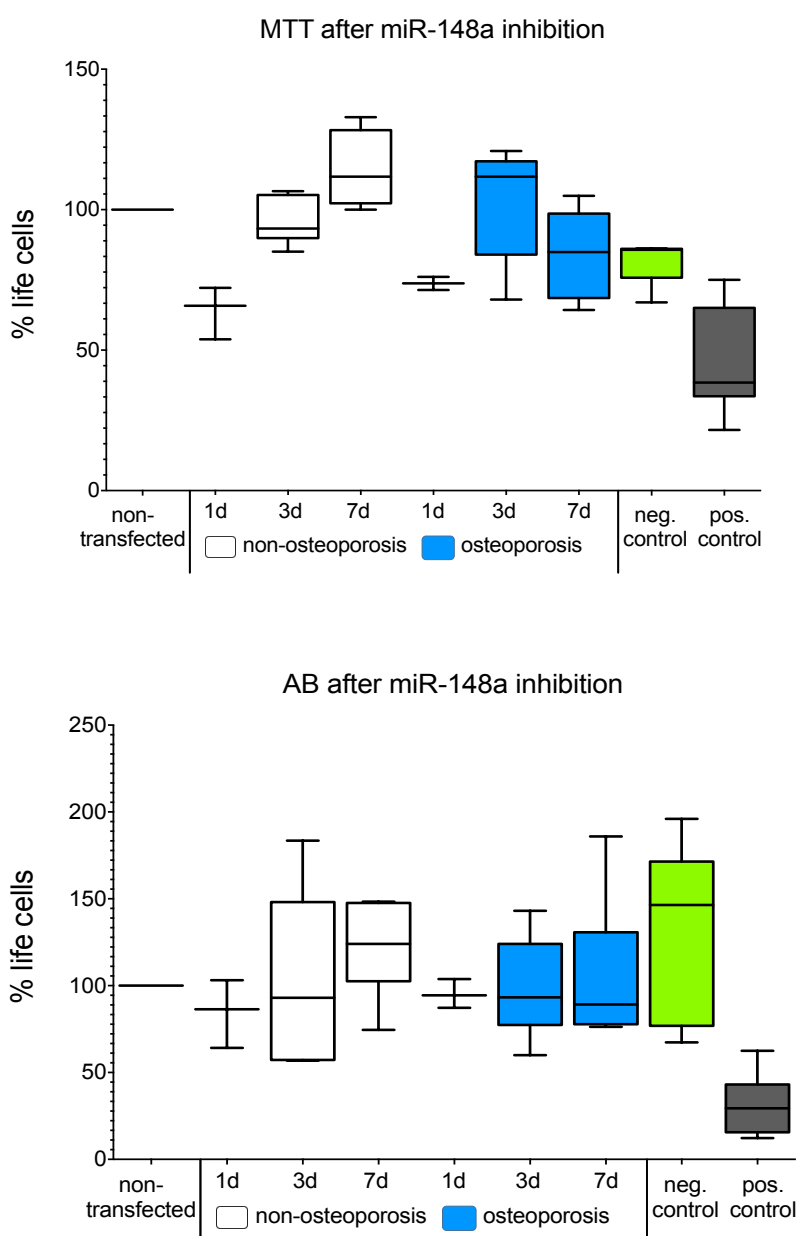 MTT after miR-148a inhibition
150
100
50
0
% life cells
non-
transfected
1d 3d 7d 1d 3d 7d
neg.
control
pos.
control
non-osteoporosis osteoporosis
AB after miR-148a inhibition
250
200
150
100
50
0
% life cells
non-
transfected
1d 3d 7d 1d 3d 7d
neg.
control
pos.
control
non-osteoporosis osteoporosis